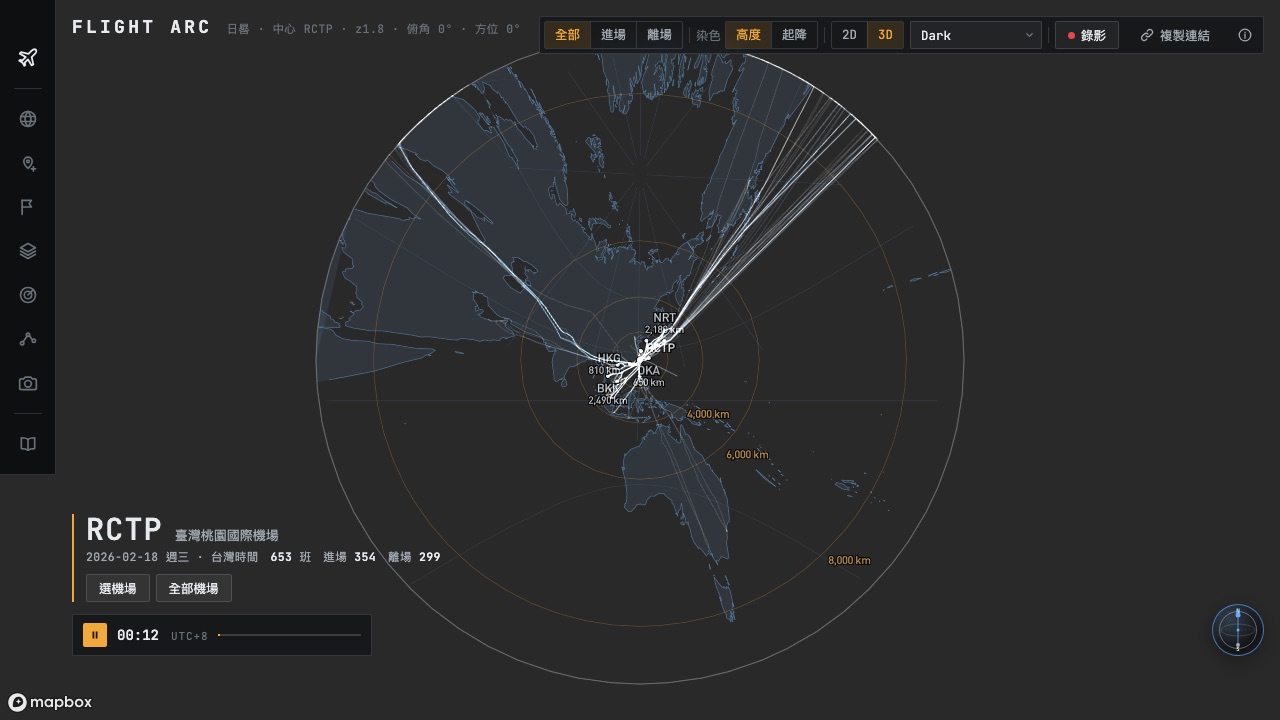 FLIGHT ARC 日晷 · 中心 RCTP · z1.8 · 俯角 0° · 方位 0°
全部 進場 離場 染色 高度 起降 2D 3D Dark 錄影 複製連結
NRT
2,180 km
HKG
810 km
OKA
650 km
BKK
2,490 km
4,000 km
6,000 km
8,000 km
RCTP 臺灣桃園國際機場
2026-02-18 週三 · 台灣時間 653 班 進場 354 離場 299
選機場 全部機場
00:12 UTC+8
mapbox